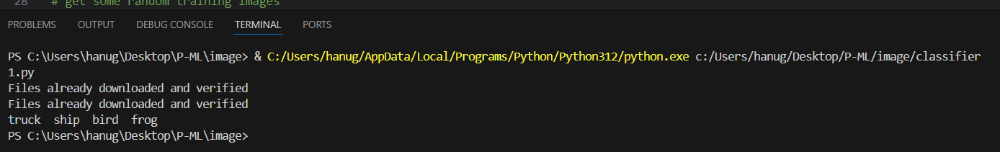 28 # get some random training images
PROBLEMS OUTPUT DEBUG CONSOLE TERMINAL PORTS
PS C:\Users\hanug\Desktop\P-ML\image> & C:/Users/hanug/AppData/Local/Programs/Python/Python312/python.exe c:/Users/hanug/Desktop/P-ML/image/classifier
1.py
Files already downloaded and verified
Files already downloaded and verified
truck ship bird frog
PS C:\Users\hanug\Desktop\P-ML\image>